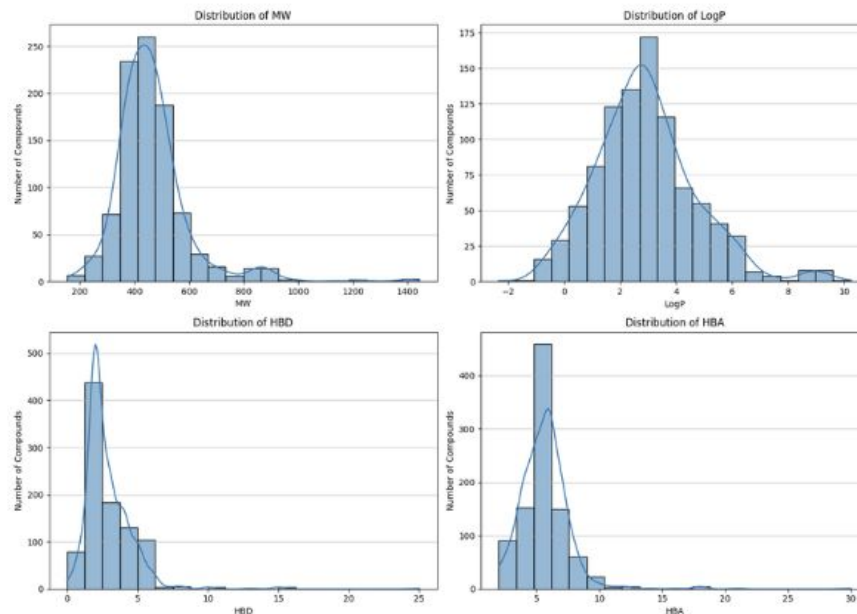 Distribution of MW
Distribution of LogP
250
200
150
100
50
0
Number of Compounds
200 400 600 800 1000 1200 1400
MW
175
150
125
100
75
50
25
0
Number of Compounds
−2 0 2 4 6 8 10
LogP
Distribution of HBD
Distribution of HBA
500
400
300
200
100
0
Number of Compounds
0 5 10 15 20 25
HBD
400
300
200
100
0
Number of Compounds
5 10 15 20 25 30
HBA